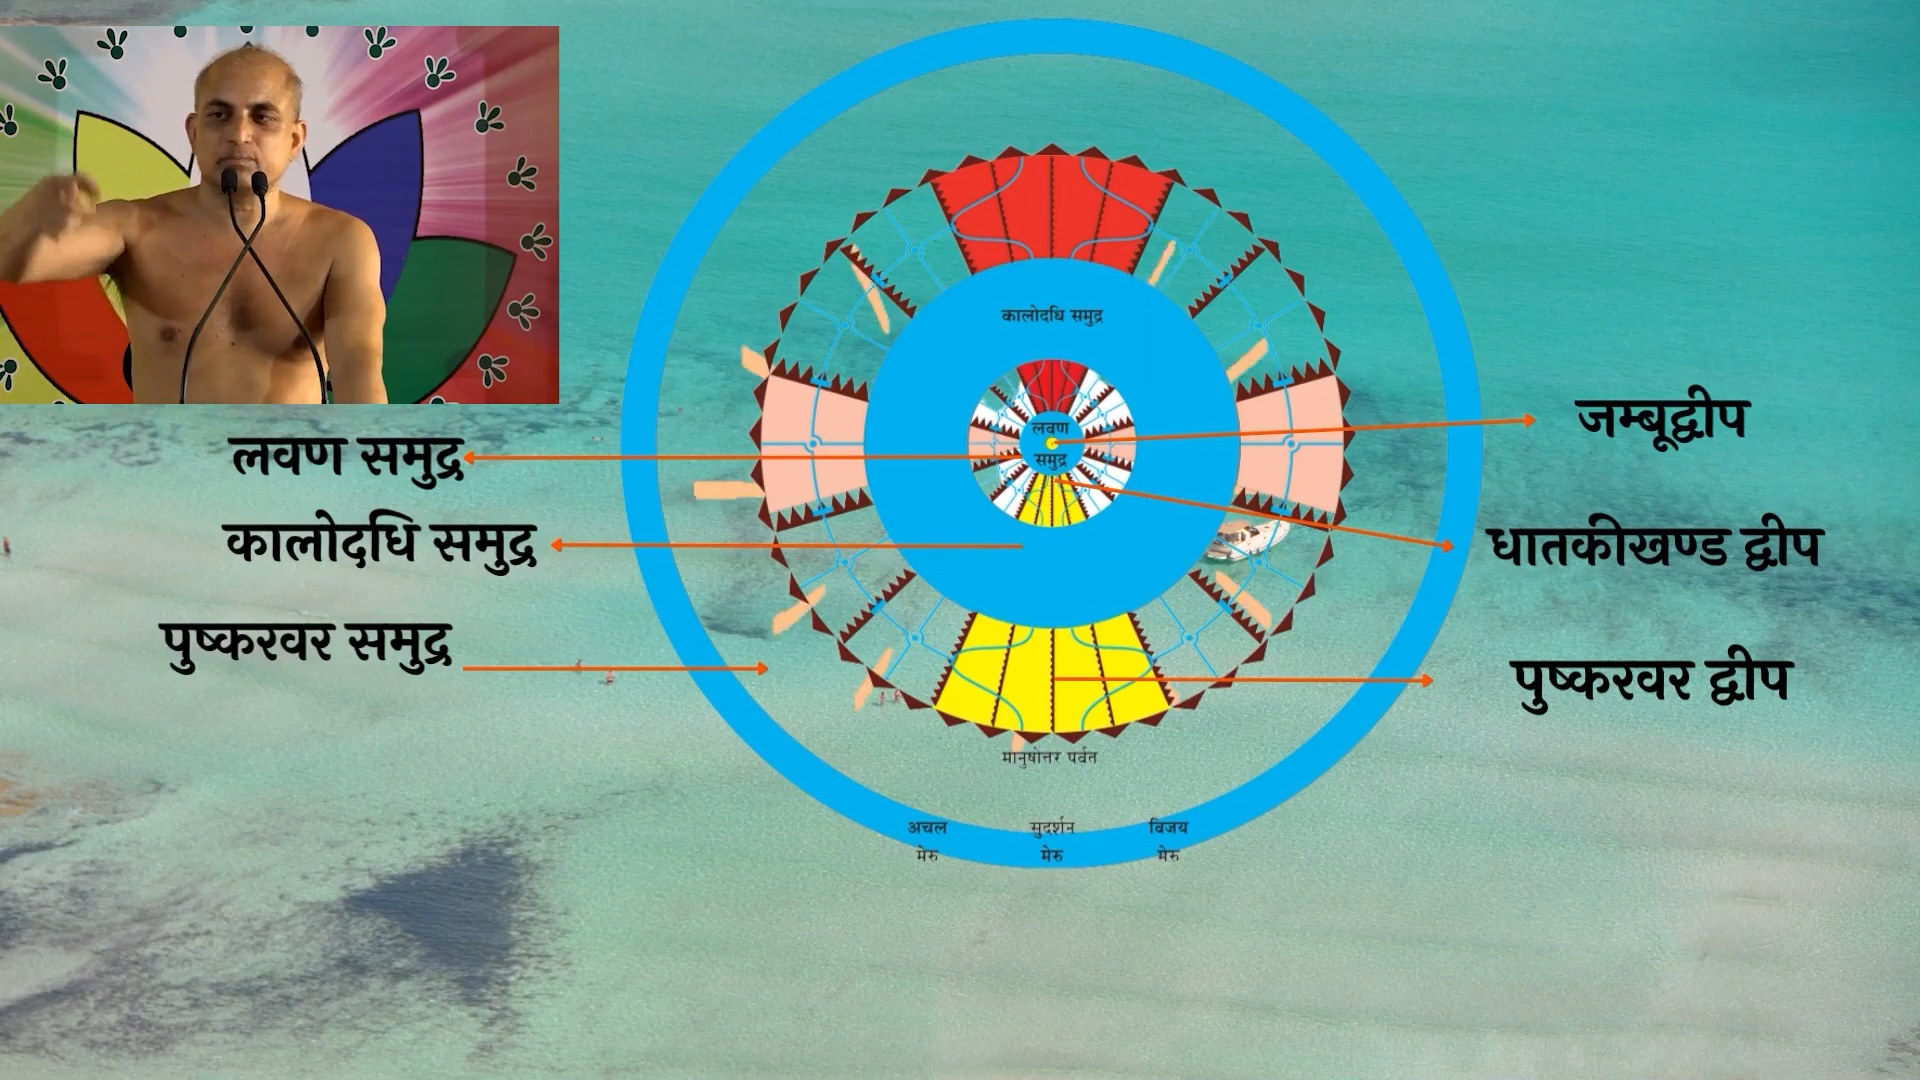 कालोदधि समुद्र
लवण
समुद्र
जम्बूद्वीप
लवण समुद्र
कालोदधि समुद्र
धातकीखण्ड द्वीप
पुष्करवर समुद्र
पुष्करवर द्वीप
मानुषोत्तर पर्वत
अचल सुदर्शन विजय
मेरु मेरु मेरु